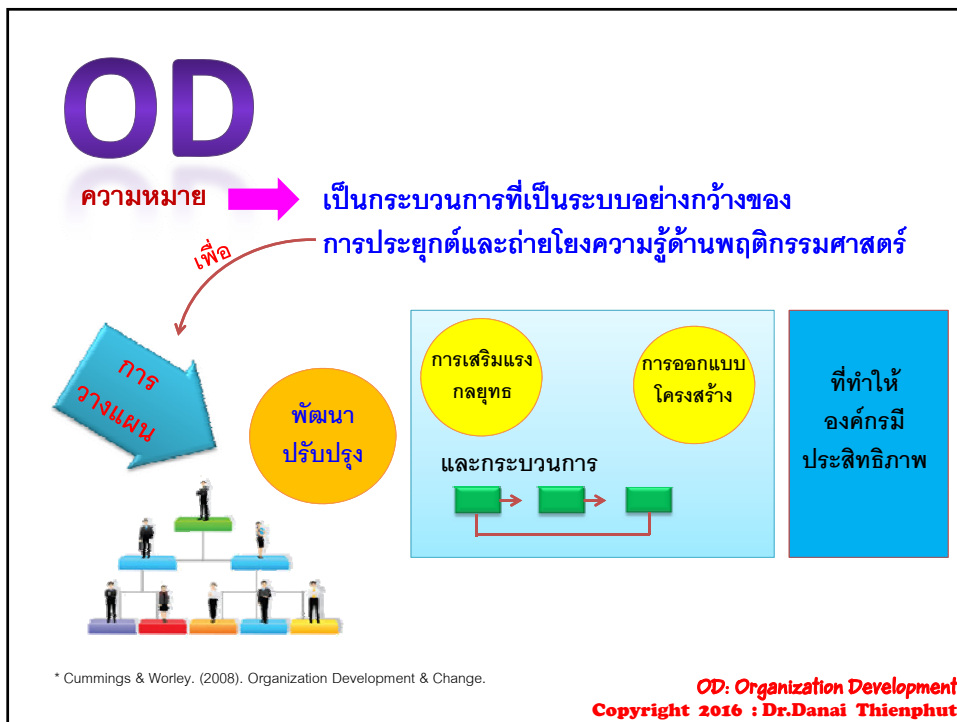 OD
ความหมาย
เป็นกระบวนการที่เป็นระบบอย่างกว้างของ
การประยุกต์และถ่ายโยงความรู้ด้านพฤติกรรมศาสตร์
เพื่อ
การ
วางแผน
พัฒนา
ปรับปรุง
การเสริมแรง
กลยุทธ
การออกแบบ
โครงสร้าง
และกระบวนการ
ที่ทำให้
องค์กรมี
ประสิทธิภาพ
* Cummings & Worley. (2008). Organization Development & Change.
OD: Organization Development
Copyright 2016 : Dr.Danai Thienphut